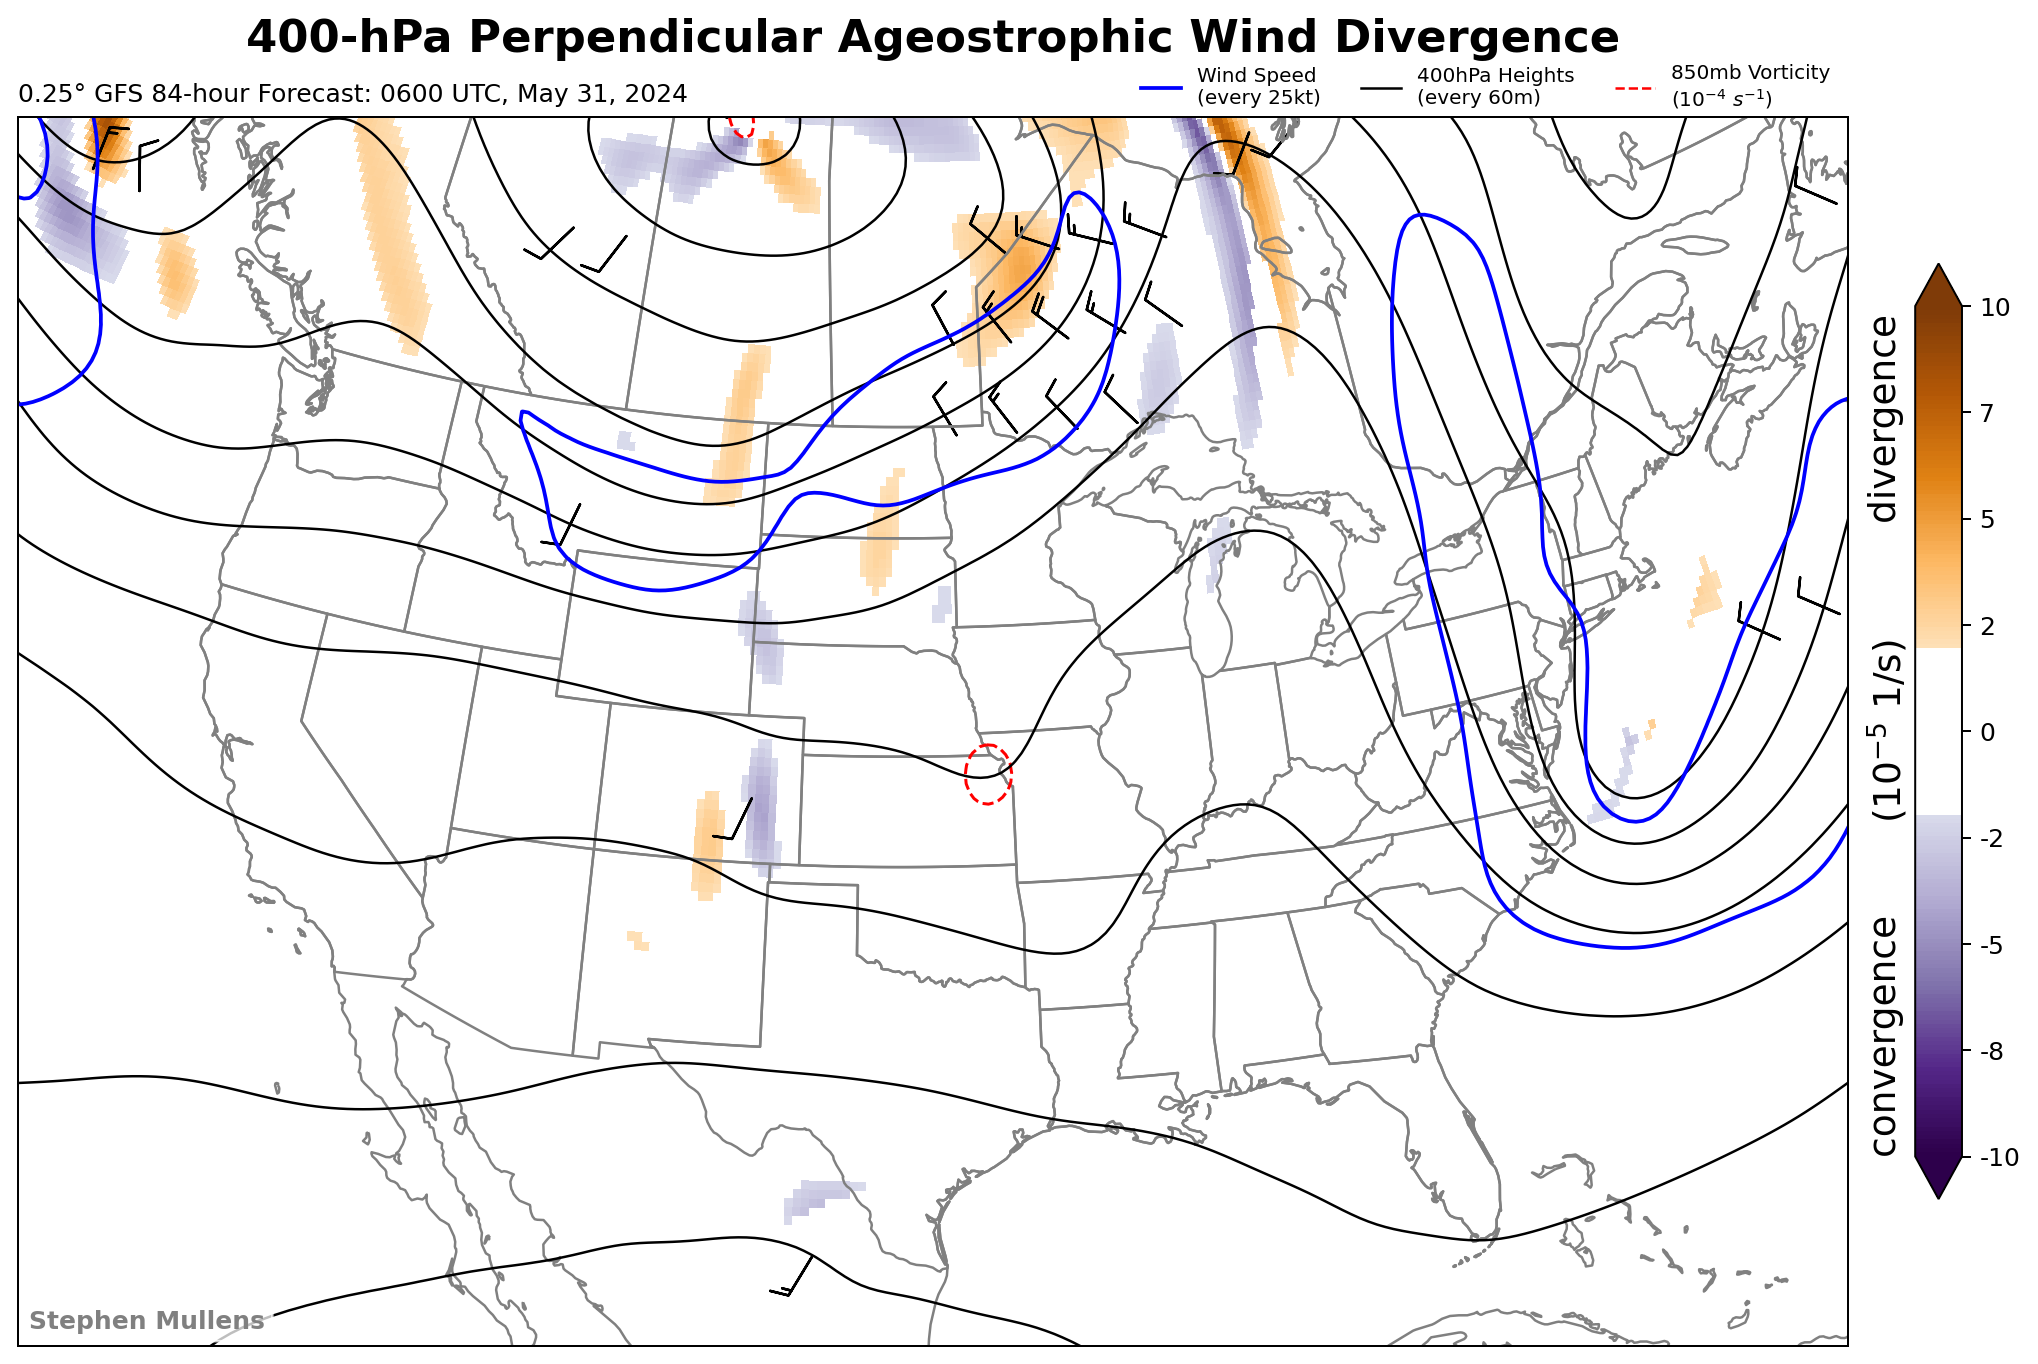 400-hPa Perpendicular Ageostrophic Wind Divergence
0.25° GFS 84-hour Forecast: 0600 UTC, May 31, 2024
Wind Speed
(every 25kt)
400hPa Heights
(every 60m)
850mb Vorticity
(10⁻⁴ s⁻¹)
10
7
5
2
0
-2
-5
-8
-10
convergence (10⁻⁵ 1/s) divergence
Stephen Mullens